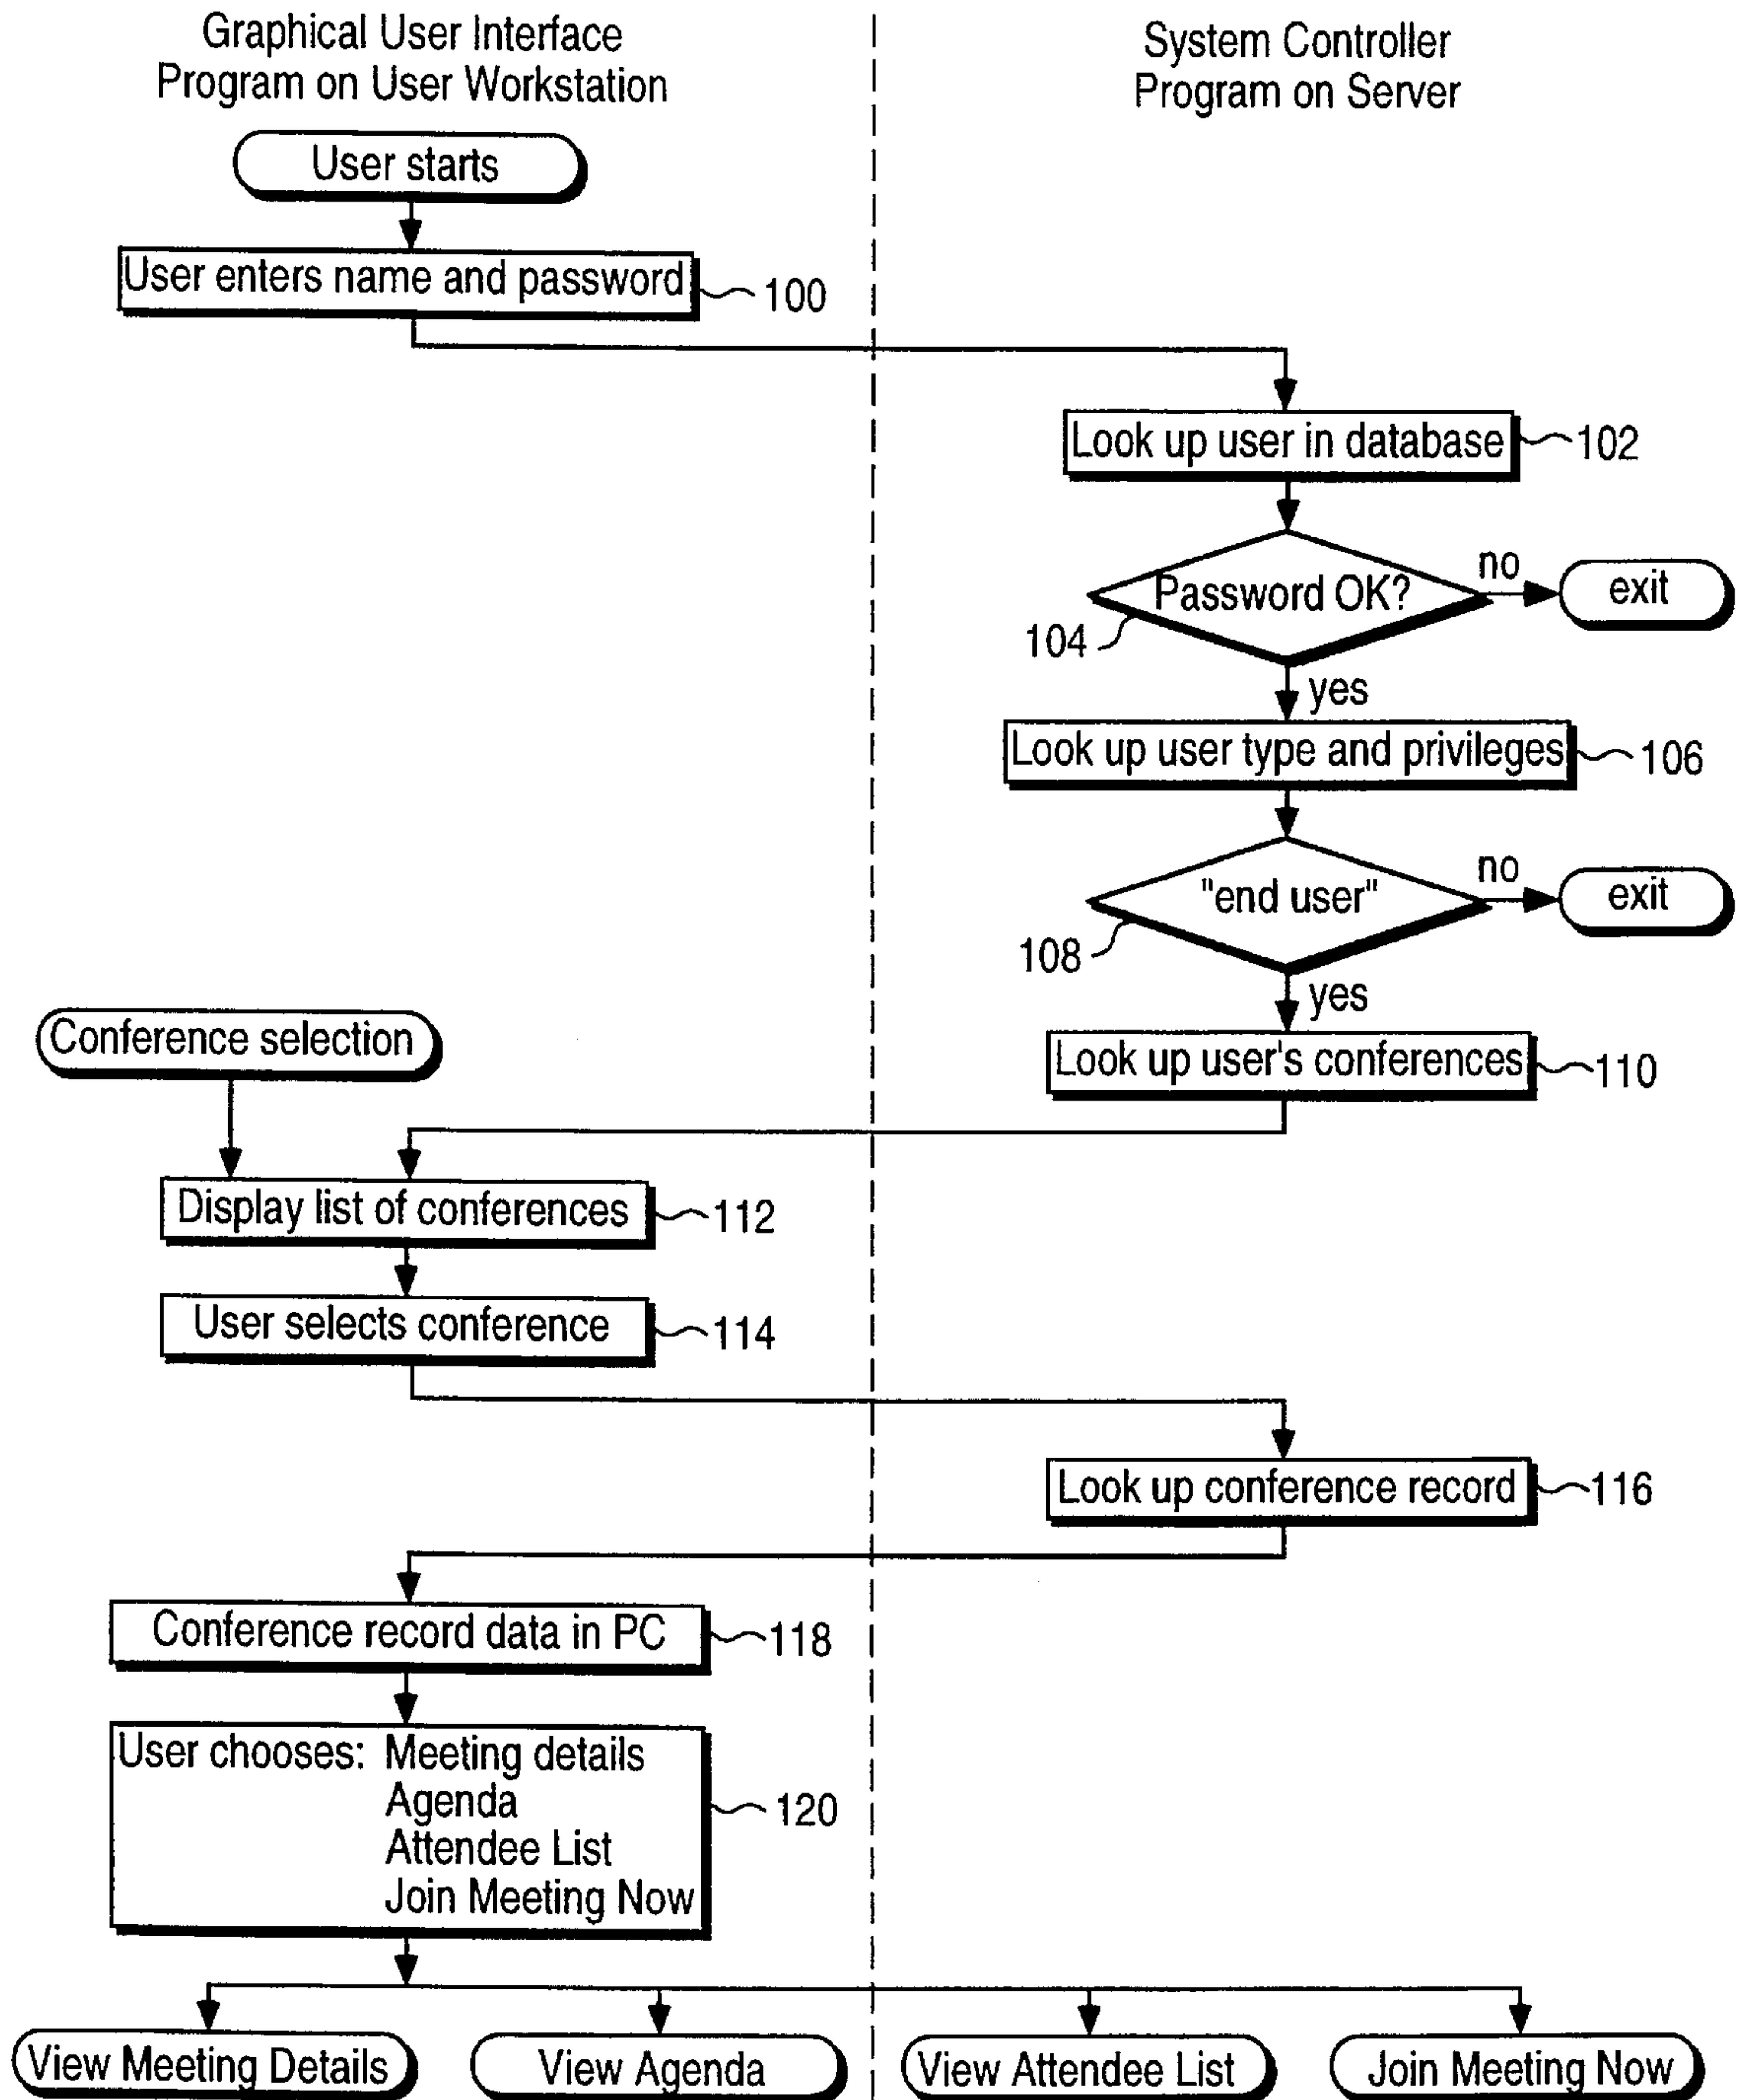 Graphical User Interface
Program on User Workstation
System Controller
Program on Server
User starts
User enters name and password
100
Look up user in database
102
Password OK?
no
exit
104
yes
Look up user type and privileges
106
"end user"
no
exit
108
yes
Conference selection
Look up user's conferences
110
Display list of conferences
112
User selects conference
114
Look up conference record
116
Conference record data in PC
118
User chooses: Meeting details
Agenda
Attendee List
Join Meeting Now
120
View Meeting Details
View Agenda
View Attendee List
Join Meeting Now